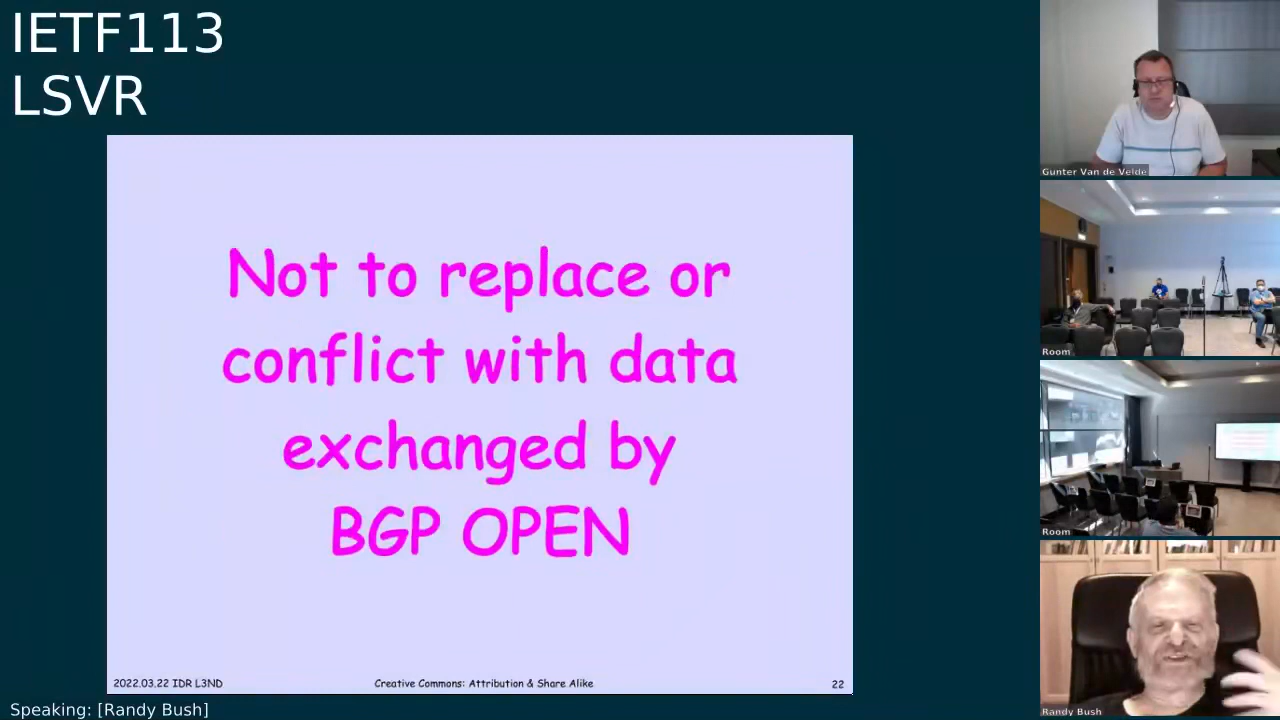 IETF113
LSVR
Not to replace or
conflict with data
exchanged by
BGP OPEN
2022.03.22 IDR L3ND
Creative Commons: Attribution & Share Alike
22
Speaking: [Randy Bush]
Gunter Van de Velde
Room
Room
Randy Bush